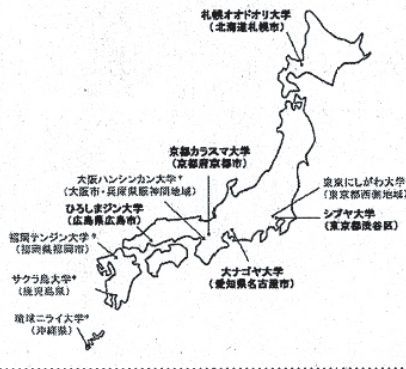 札幌オオドオリ大学
(北海道札幌市)
京都カラスマ大学
(京都府京都市)
大阪ハンシンカン大学*
(大阪市・兵庫県阪神間地域)
ひろしまジン大学
(広島県広島市)
福岡テンジン大学*
(福岡県福岡市)
サクラ島大学*
(鹿児島県)
琉球ニライ大学*
(沖縄県)
東京にしがわ大学
(東京都西側地域)
シブヤ大学
(東京都渋谷区)
大ナゴヤ大学
(愛知県名古屋市)